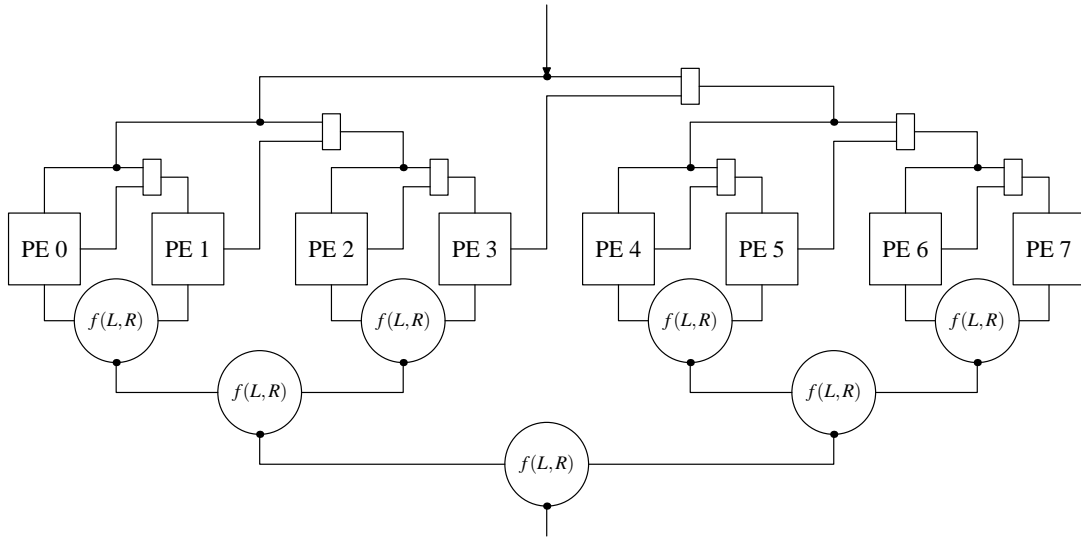 PE 0
PE 1
PE 2
PE 3
PE 4
PE 5
PE 6
PE 7
f(L,R)
f(L,R)
f(L,R)
f(L,R)
f(L,R)
f(L,R)
f(L,R)